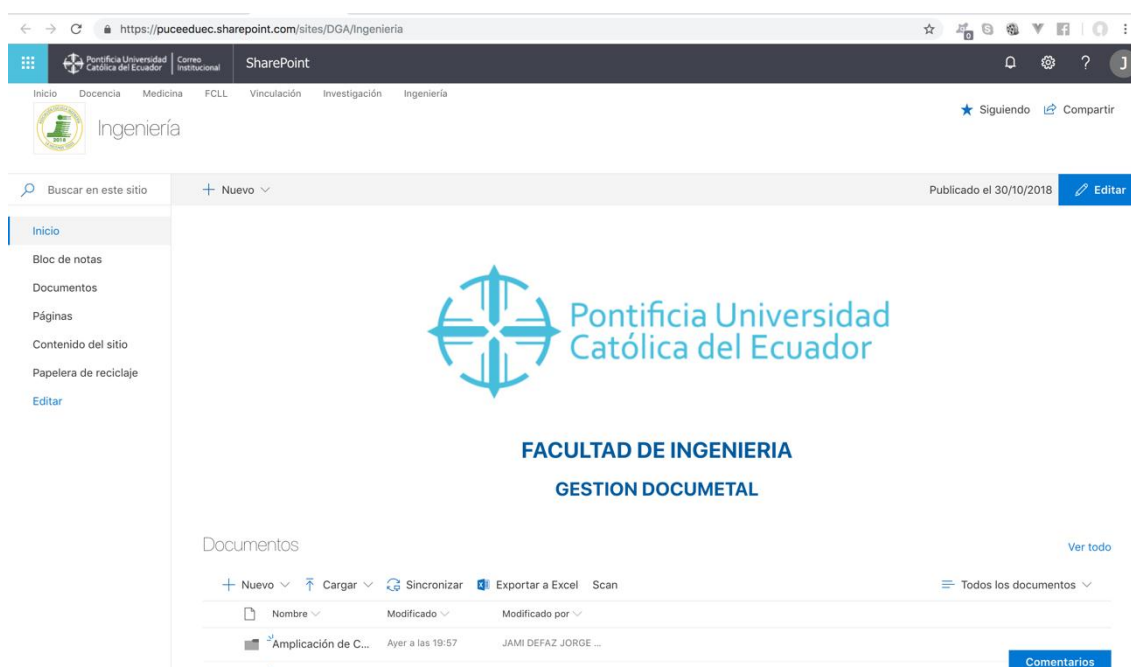 https://puceeduec.sharepoint.com/sites/DGA/Ingenieria
0
Pontificia Universidad Católica del Ecuador
Correo Institucional
SharePoint
?
J
Inicio Docencia Medicina FCLL Vinculación Investigación Ingeniería
Ingeniería
Siguiendo Compartir
Buscar en este sitio
+ Nuevo
Publicado el 30/10/2018
Editar
Inicio
Bloc de notas
Documentos
Páginas
Contenido del sitio
Papelera de reciclaje
Editar
Pontificia Universidad
Católica del Ecuador
FACULTAD DE INGENIERIA
GESTION DOCUMETAL
Documentos
Ver todo
+ Nuevo Cargar Sincronizar Exportar a Excel Scan
Todos los documentos
Nombre Modificado Modificado por
Amplicación de C... Ayer a las 19:57 JAMI DEFAZ JORGE ...
Comentarios